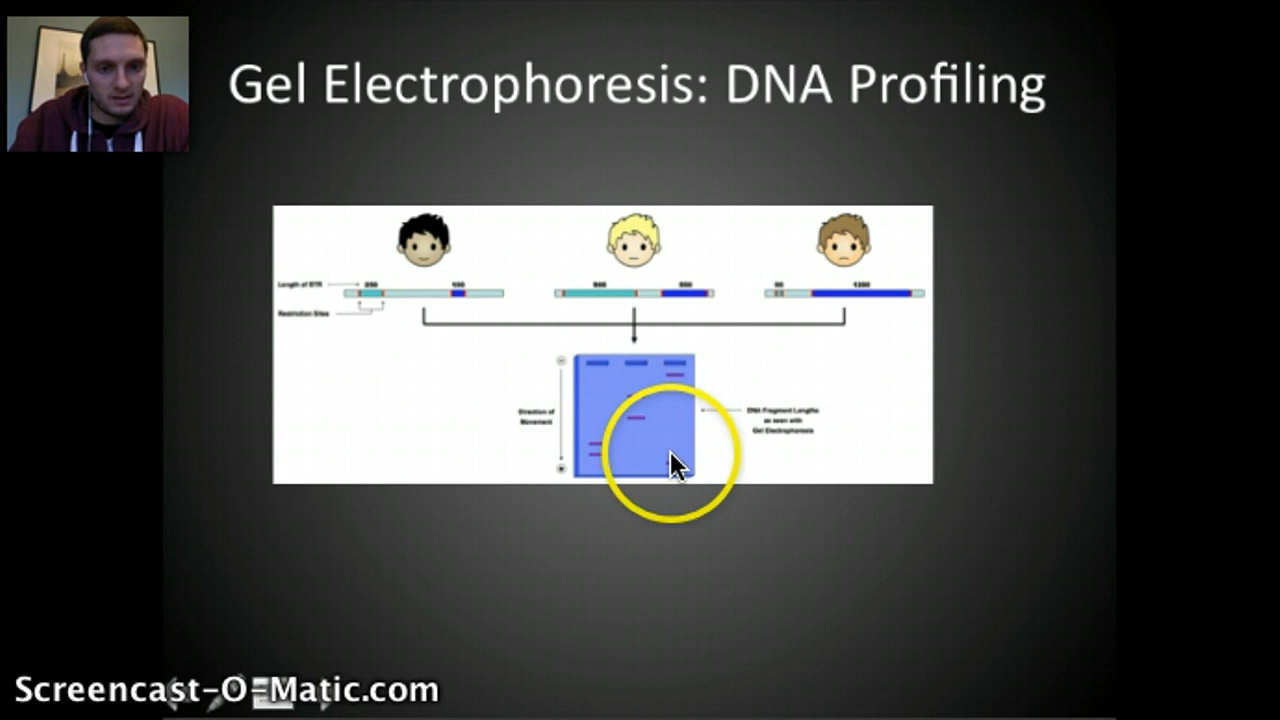 Gel Electrophoresis: DNA Profiling
Length of STR
Restriction Sites
Direction of
Movement
DNA Fragment Lengths
as seen with
Gel Electrophoresis
Screencast-O-Matic.com